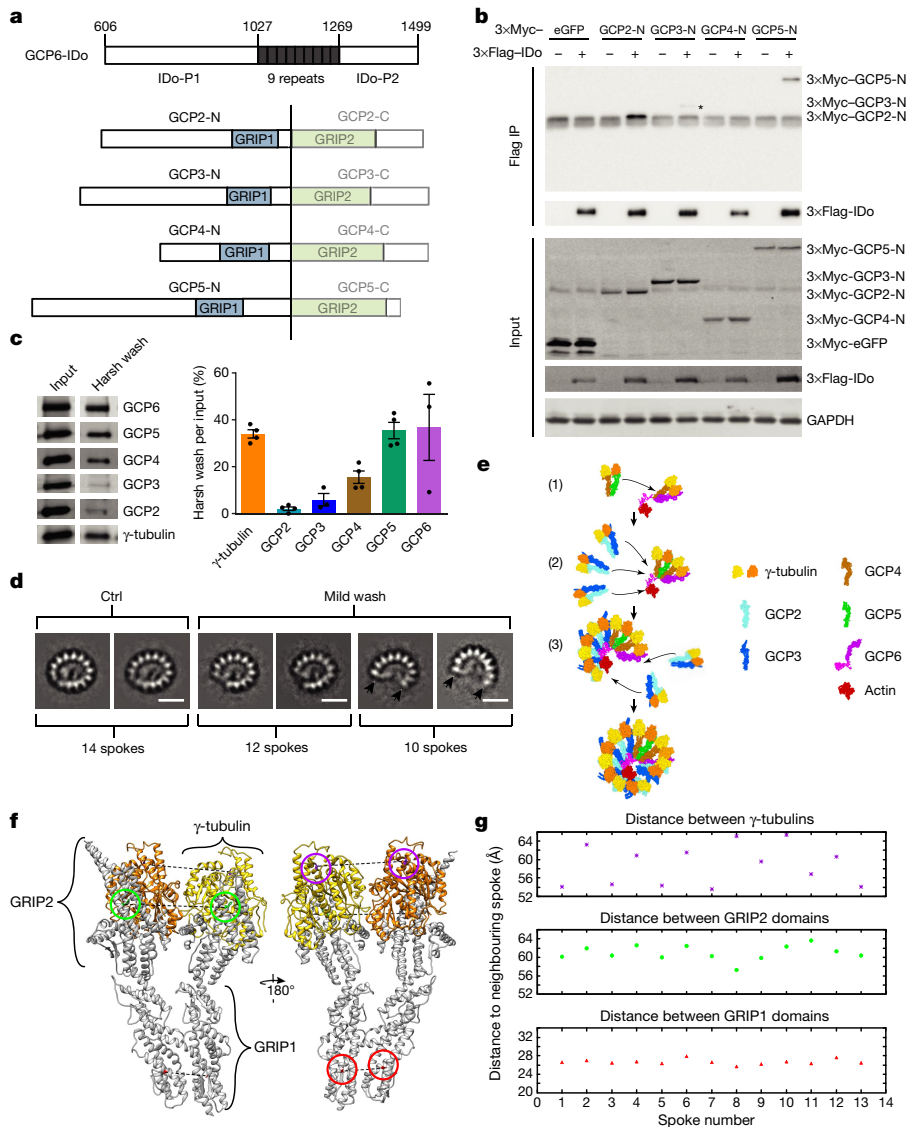 a
606 1027 1269 1499
GCP6-IDo
IDo-P1 9 repeats IDo-P2
GCP2-N GCP2-C
GRIP1 GRIP2
GCP3-N GCP3-C
GRIP1 GRIP2
GCP4-N GCP4-C
GRIP1 GRIP2
GCP5-N GCP5-C
GRIP1 GRIP2
b
3×Myc– eGFP GCP2-N GCP3-N GCP4-N GCP5-N
3×Flag–IDo – + – + – + – + – +
Flag IP
3×Myc–GCP5-N
3×Myc–GCP3-N
*
3×Myc–GCP2-N
3×Flag-IDo
Input
3×Myc-GCP5-N
3×Myc-GCP3-N
3×Myc-GCP2-N
3×Myc-GCP4-N
3×Myc-eGFP
3×Flag-IDo
GAPDH
c
Input Harsh wash
GCP6
GCP5
GCP4
GCP3
GCP2
γ-tubulin
Harsh wash per input (%)
60
40
20
0
γ-tubulin GCP2 GCP3 GCP4 GCP5 GCP6
d
Ctrl Mild wash
14 spokes 12 spokes 10 spokes
e
(1)
(2)
(3)
γ-tubulin GCP4
GCP2 GCP5
GCP3 GCP6
Actin
f
γ-tubulin
GRIP2
180°
GRIP1
g
Distance to neighbouring spoke (Å)
Distance between γ-tubulins
64
60
56
52
Distance between GRIP2 domains
64
60
56
52
Distance between GRIP1 domains
32
28
24
20
0 1 2 3 4 5 6 7 8 9 10 11 12 13 14
Spoke number